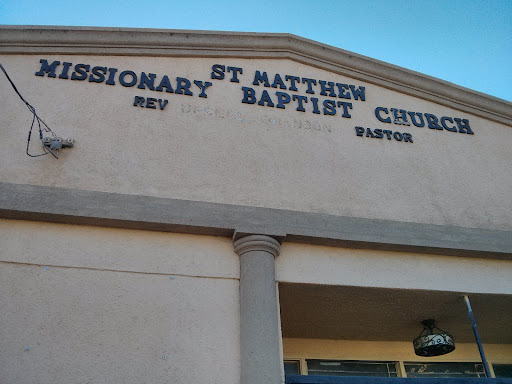 ST MATTHEW
MISSIONARY BAPTIST CHURCH
REV PASTOR